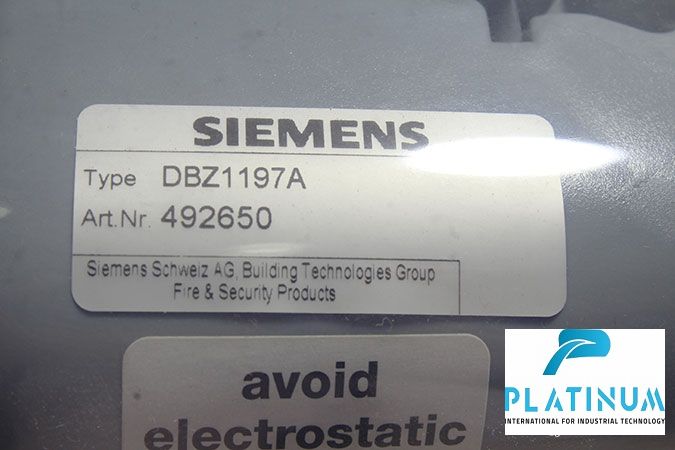 SIEMENS
Type DBZ1197A
Art.Nr. 492650
Siemens Schweiz AG, Building Technologies Group
Fire & Security Products
avoid
electrostatic
PLATINUM
INTERNATIONAL FOR INDUSTRIAL TECHNOLOGY